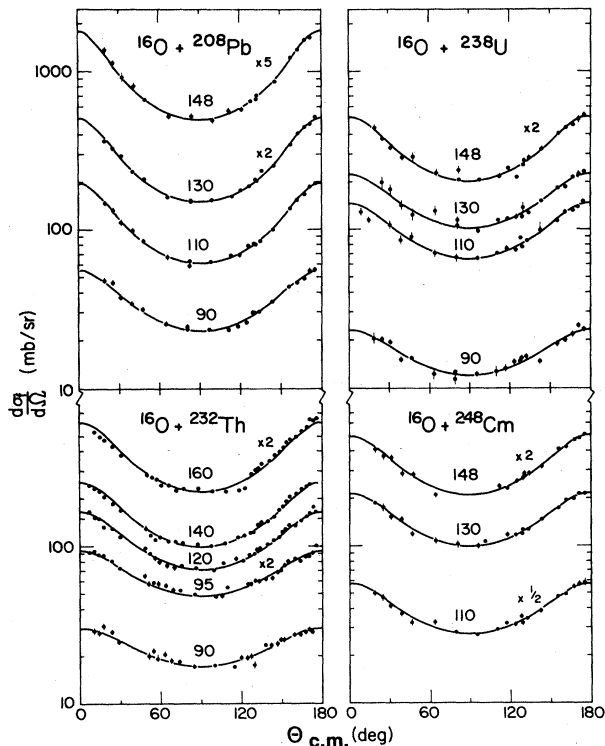 ¹⁶O + ²⁰⁸Pb
x5
148
x2
130
110
90
1000
100
10
¹⁶O + ²³⁸U
148
x2
130
110
90
dσf/dΩ (mb/sr)
¹⁶O + ²³²Th
x2
160
140
120
x2
95
90
100
10
¹⁶O + ²⁴⁸Cm
148
x2
130
x ½
110
0 60 120 180
0 60 120 180
Θc.m. (deg)